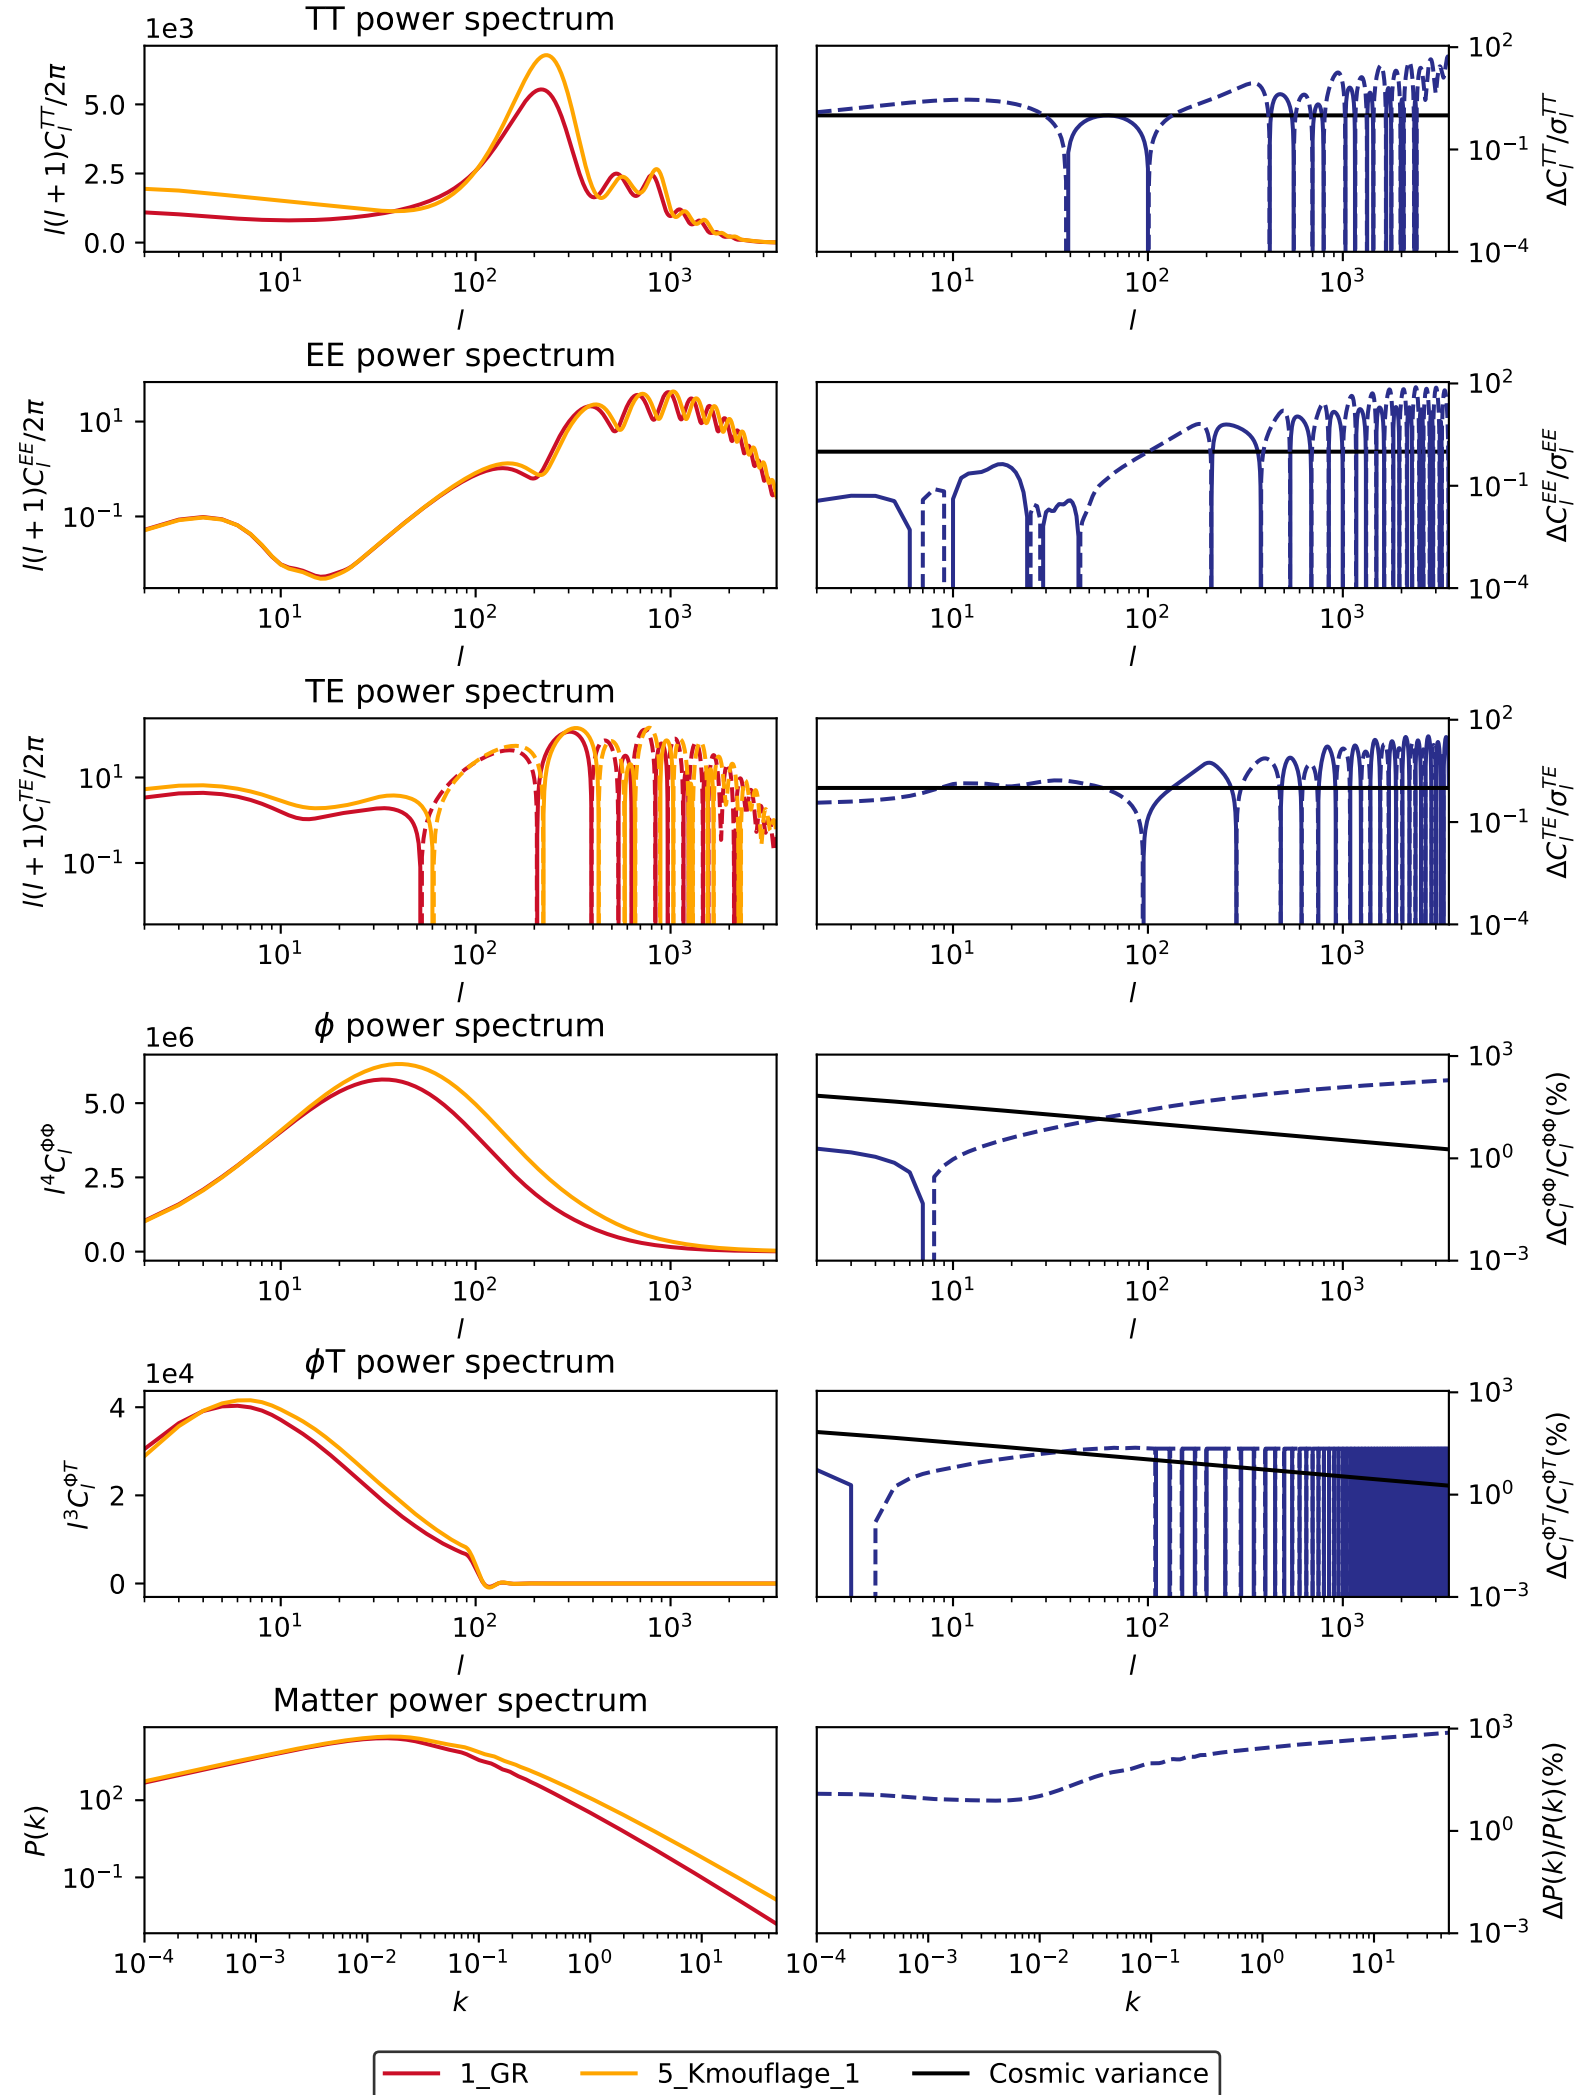 TT power spectrum
1e3
l(l + 1)C_l^{TT}/2π
5.0
2.5
0.0
10^1 10^2 10^3
l
10^2
10^{-1}
10^{-4}
ΔC_l^{TT}/σ_l^{TT}
10^1 10^2 10^3
l
EE power spectrum
l(l + 1)C_l^{EE}/2π
10^1
10^{-1}
10^1 10^2 10^3
l
10^2
10^{-1}
10^{-4}
ΔC_l^{EE}/σ_l^{EE}
10^1 10^2 10^3
l
TE power spectrum
l(l + 1)C_l^{TE}/2π
10^1
10^{-1}
10^1 10^2 10^3
l
10^2
10^{-1}
10^{-4}
ΔC_l^{TE}/σ_l^{TE}
10^1 10^2 10^3
l
ϕ power spectrum
1e6
l^4C_l^{ΦΦ}
5.0
2.5
0.0
10^1 10^2 10^3
l
10^3
10^0
10^{-3}
ΔC_l^{ΦΦ}/C_l^{ΦΦ}(%)
10^1 10^2 10^3
l
ϕT power spectrum
1e4
l^3C_l^{ΦT}
4
2
0
10^1 10^2 10^3
l
10^3
10^0
10^{-3}
ΔC_l^{ΦT}/C_l^{ΦT}(%)
10^1 10^2 10^3
l
Matter power spectrum
P(k)
10^2
10^{-1}
10^{-4} 10^{-3} 10^{-2} 10^{-1} 10^0 10^1
k
10^3
10^0
10^{-3}
ΔP(k)/P(k)(%)
10^{-4} 10^{-3} 10^{-2} 10^{-1} 10^0 10^1
k
1_GR 5_Kmouflage_1 Cosmic variance